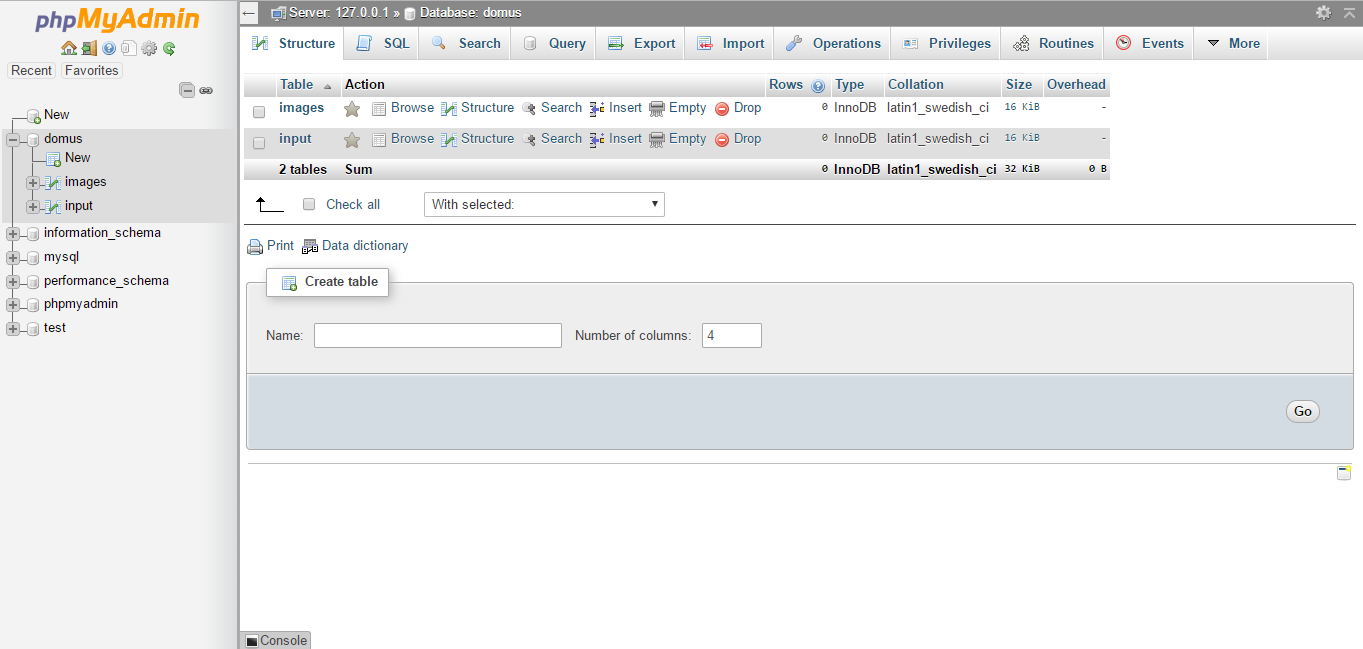 phpMyAdmin
Recent Favorites
New
domus
New
images
input
information_schema
mysql
performance_schema
phpmyadmin
test
Server: 127.0.0.1 » Database: domus
Structure SQL Search Query Export Import Operations Privileges Routines Events More
Table Action Rows Type Collation Size Overhead
images Browse Structure Search Insert Empty Drop 0 InnoDB latin1_swedish_ci 16 KiB -
input Browse Structure Search Insert Empty Drop 0 InnoDB latin1_swedish_ci 16 KiB -
2 tables Sum 0 InnoDB latin1_swedish_ci 32 KiB 0 B
Check all With selected:
Print Data dictionary
Create table
Name: Number of columns: 4
Go
Console